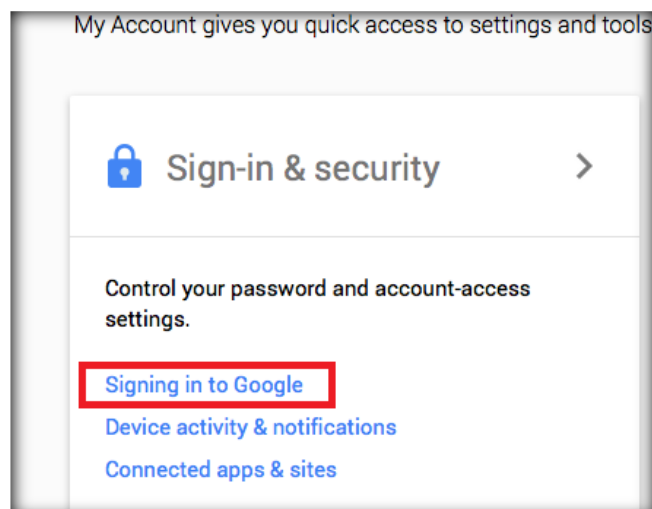 My Account gives you quick access to settings and tools
Sign-in & security
Control your password and account-access
settings.
Signing in to Google
Device activity & notifications
Connected apps & sites